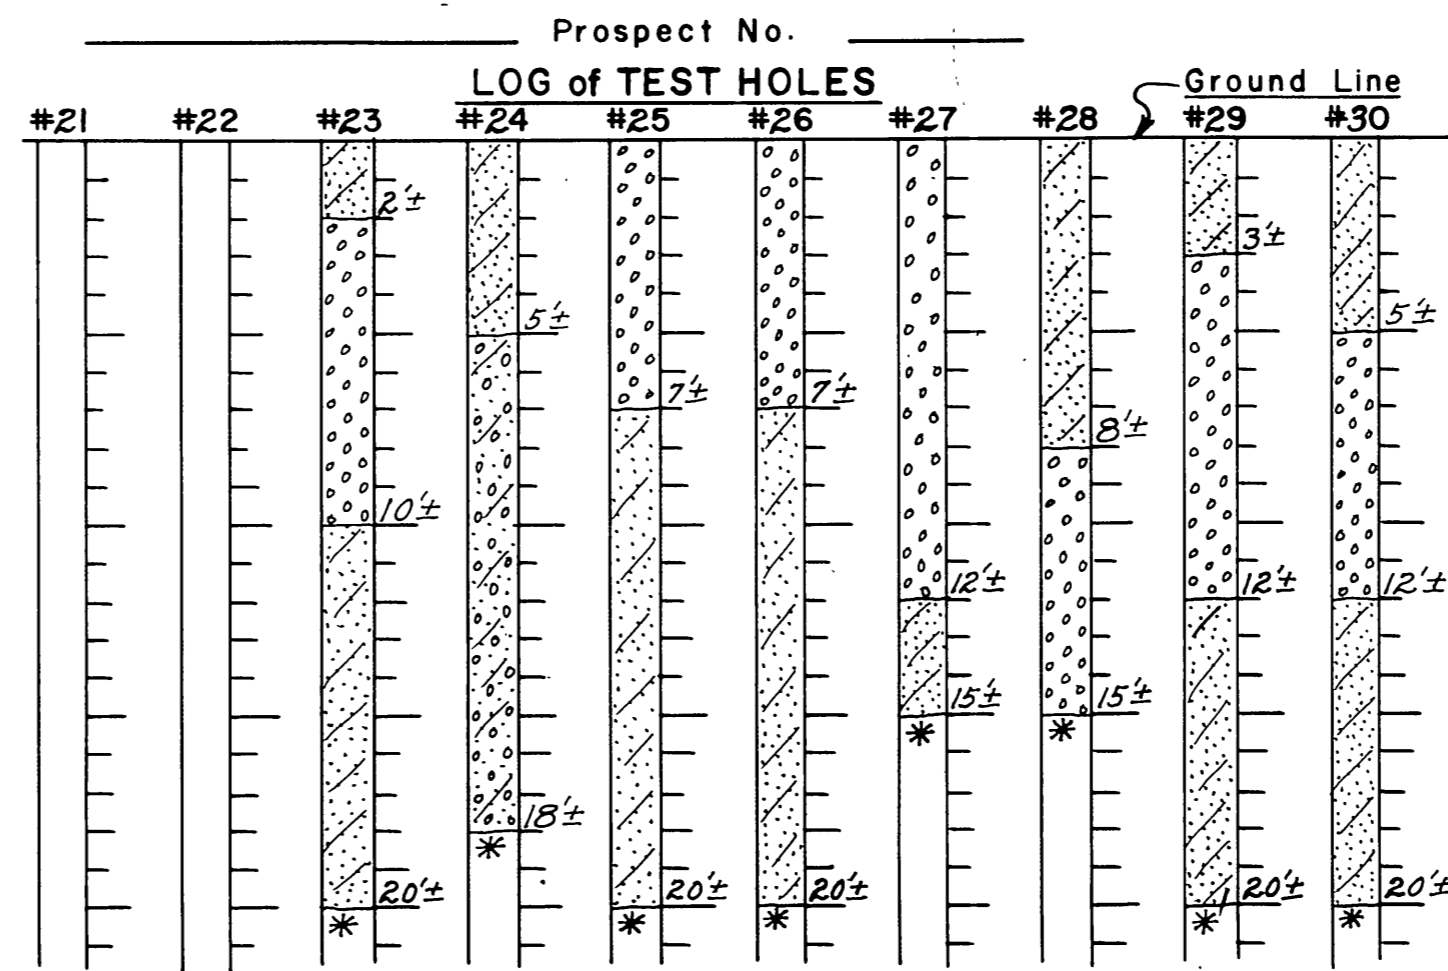 Prospect No.
LOG of TEST HOLES
Ground Line
#21 #22 #23 #24 #25 #26 #27 #28 #29 #30
2'±
3'±
5'± 5'±
7'± 7'±
8'±
10'±
12'± 12'± 12'±
15'± 15'±
18'±
20'± 20'± 20'± 20'± 20'±